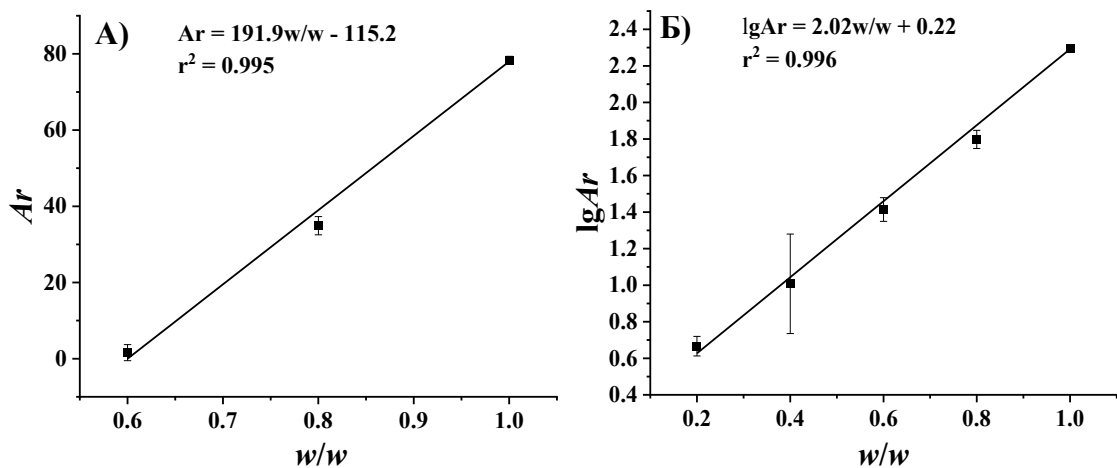 А)
Ar = 191.9w/w - 115.2
r² = 0.995
80
60
40
20
0
Ar
0.6 0.7 0.8 0.9 1.0
w/w
Б)
lgAr = 2.02w/w + 0.22
r² = 0.996
2.4
2.2
2.0
1.8
1.6
1.4
1.2
1.0
0.8
0.6
0.4
lgAr
0.2 0.4 0.6 0.8 1.0
w/w